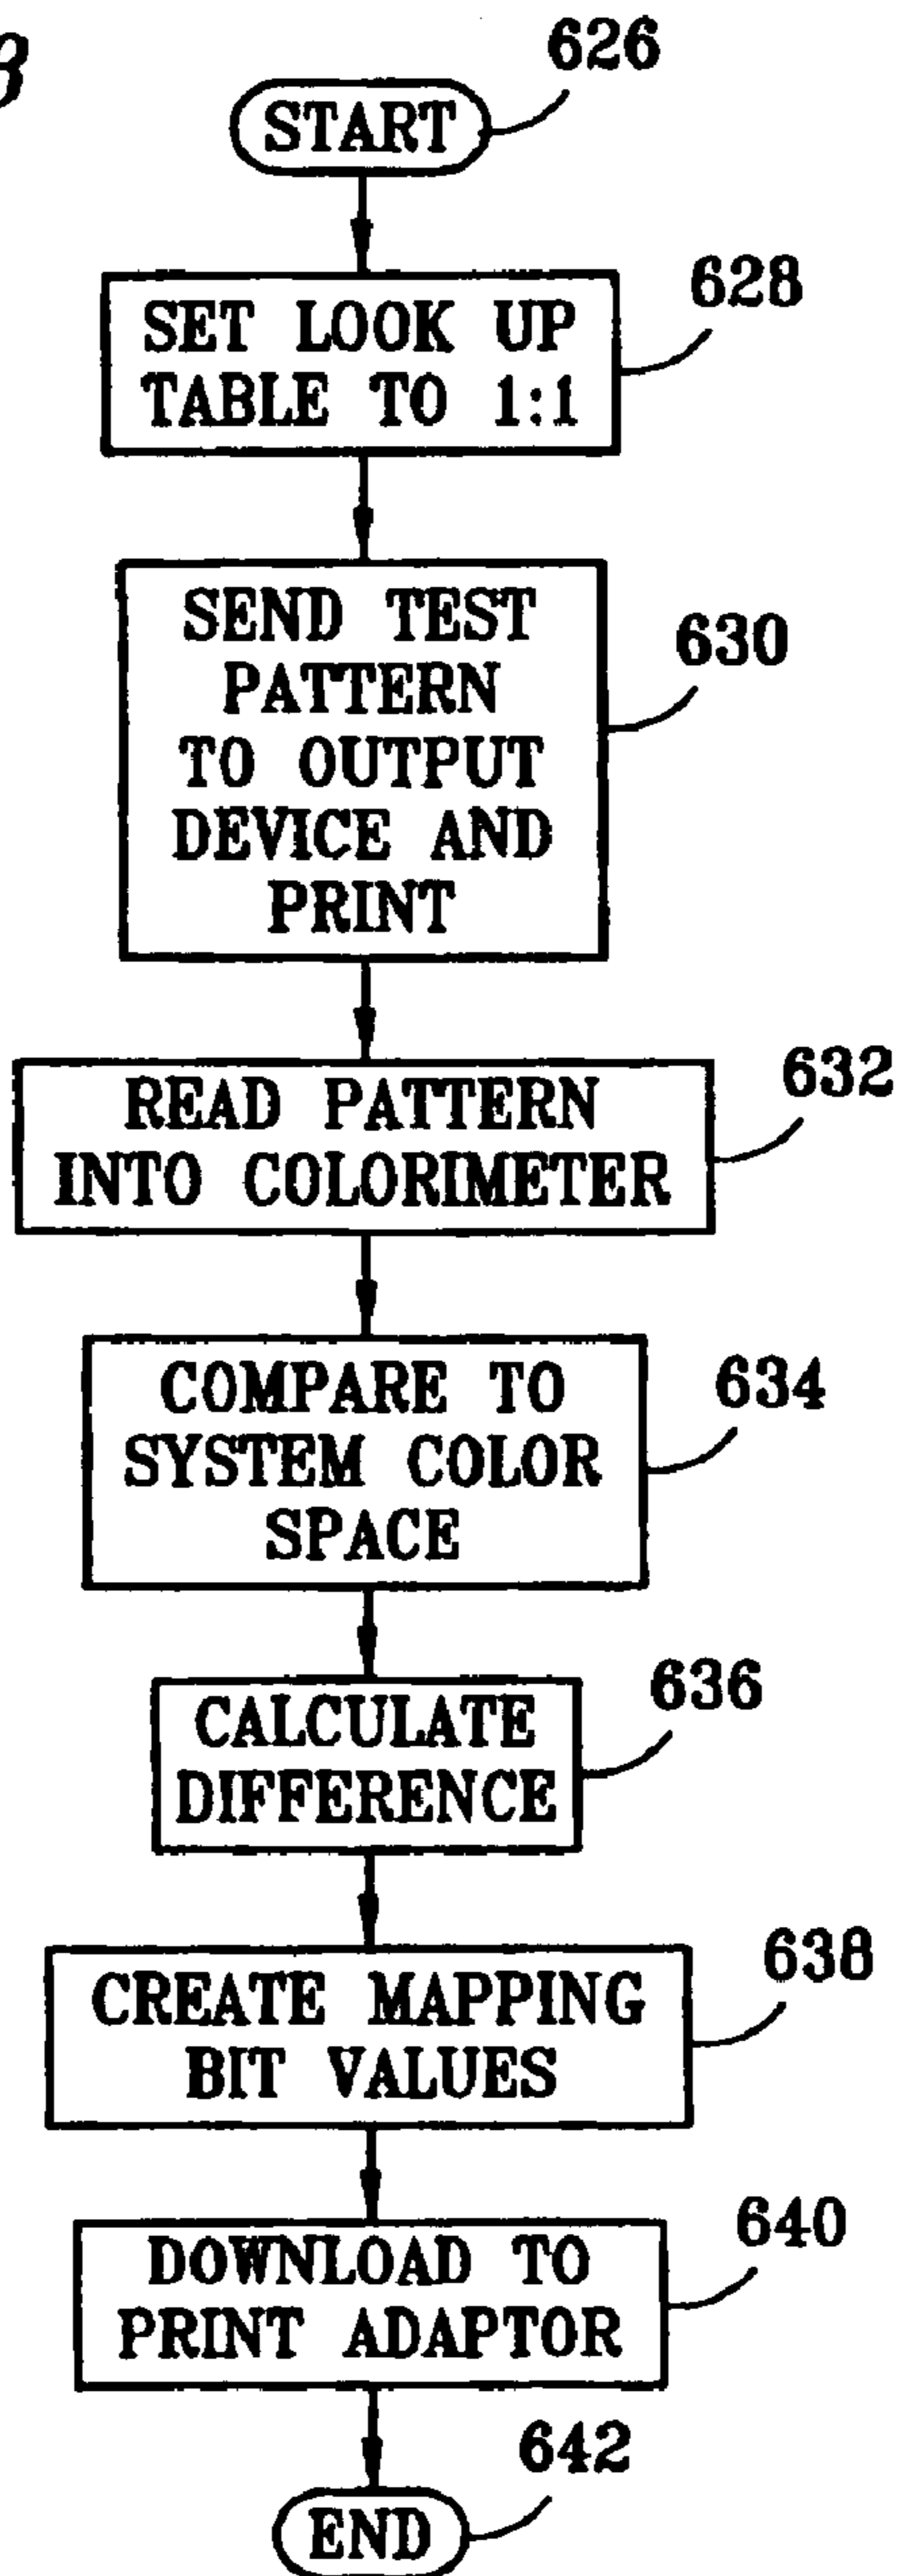 626
START
628
SET LOOK UP
TABLE TO 1:1
630
SEND TEST
PATTERN
TO OUTPUT
DEVICE AND
PRINT
632
READ PATTERN
INTO COLORIMETER
634
COMPARE TO
SYSTEM COLOR
SPACE
636
CALCULATE
DIFFERENCE
638
CREATE MAPPING
BIT VALUES
640
DOWNLOAD TO
PRINT ADAPTOR
642
END